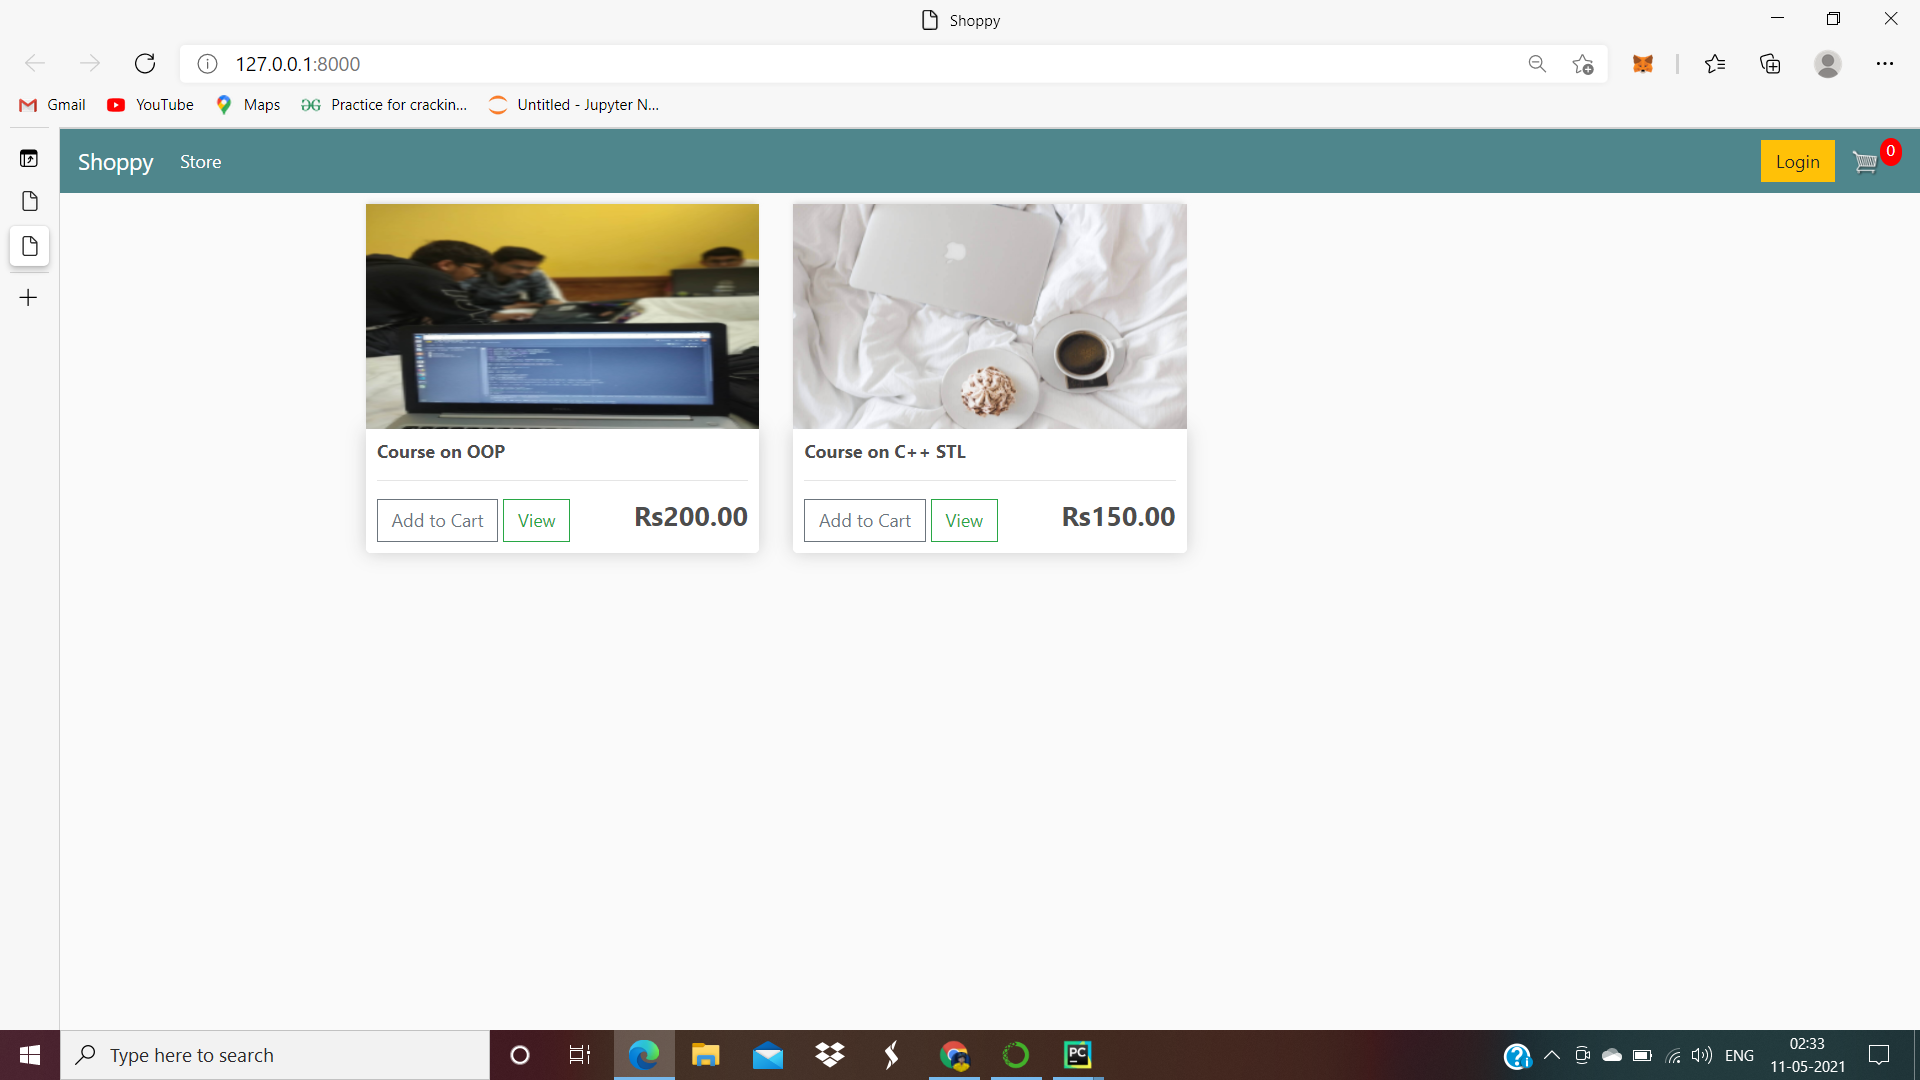 Shoppy
127.0.0.1:8000
Gmail
YouTube
Maps
Practice for crackin...
Untitled - Jupyter N...
Shoppy
Store
Login
0
Course on OOP
Add to Cart
View
Rs200.00
Course on C++ STL
Add to Cart
View
Rs150.00
Type here to search
PC
ENG
02:33
11-05-2021